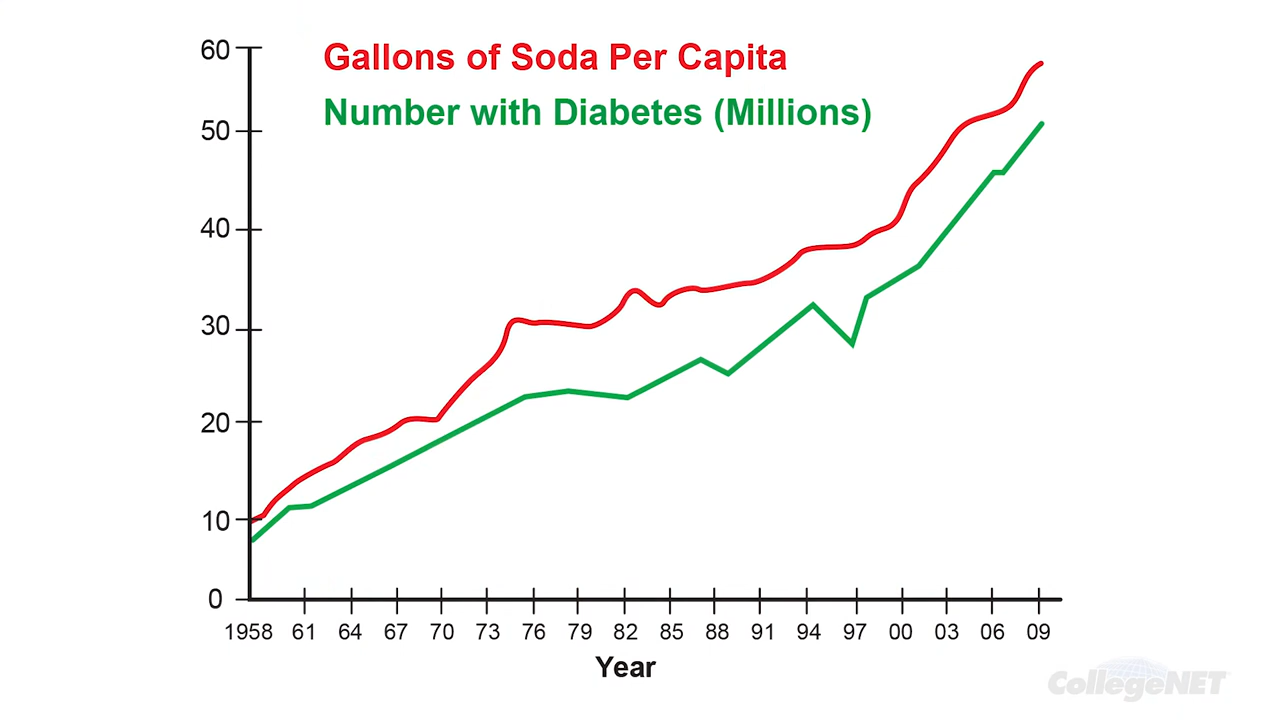 Gallons of Soda Per Capita
Number with Diabetes (Millions)
60
50
40
30
20
10
0
1958 61 64 67 70 73 76 79 82 85 88 91 94 97 00 03 06 09
Year
CollegeNET